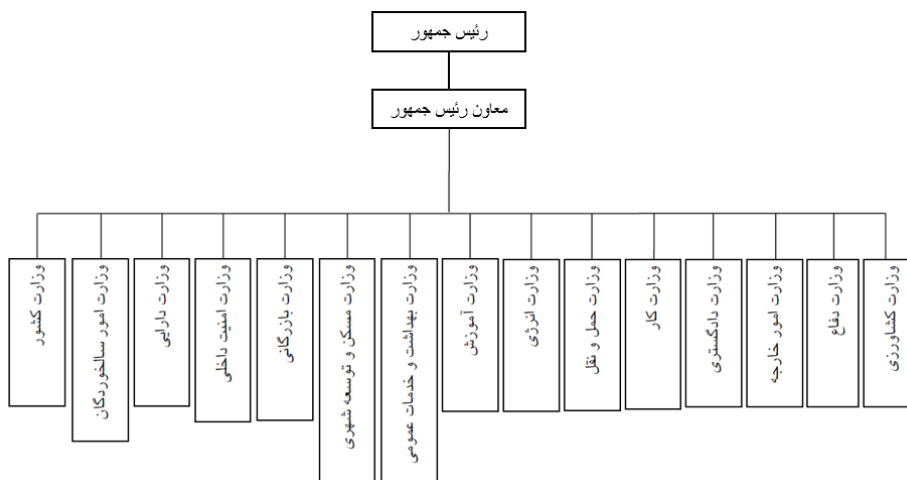 رئیس جمهور
معاون رئیس جمهور
وزارت کشاورزی
وزارت دفاع
وزارت امور خارجه
وزارت دادگستری
وزارت کار
وزارت حمل و نقل
وزارت انرژی
وزارت آموزش
وزارت بهداشت و خدمات عمومی
وزارت مسکن و توسعه شهری
وزارت بازرگانی
وزارت امنیت داخلی
وزارت دارایی
وزارت امور سالخوردگان
وزارت کشور